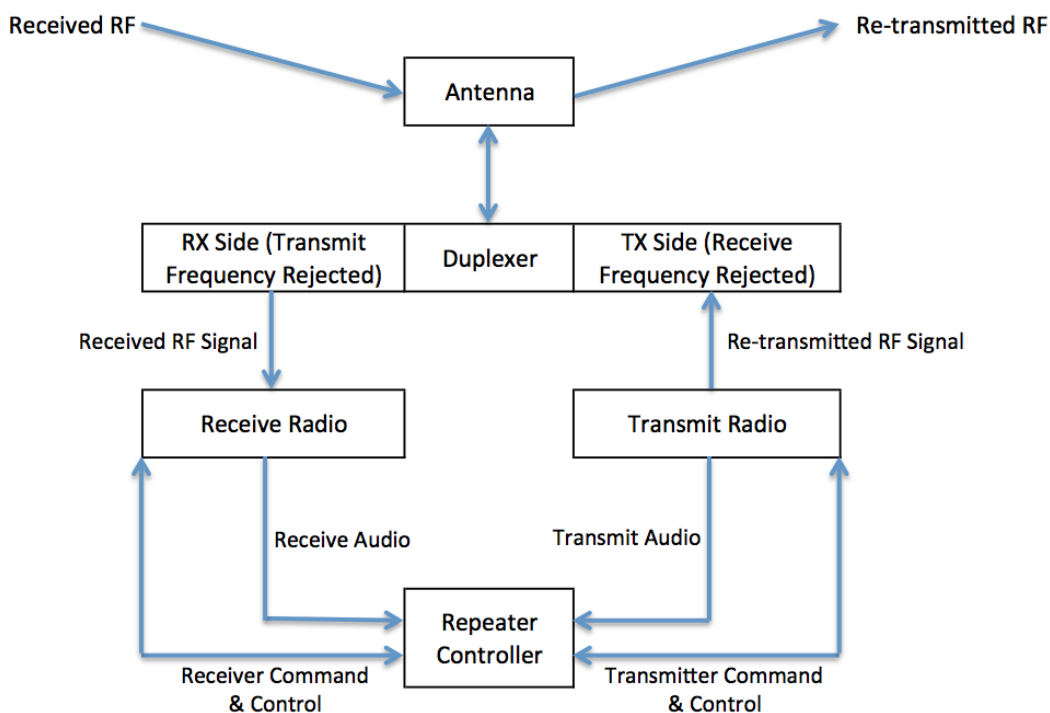 Received RF
Re-transmitted RF
Antenna
RX Side (Transmit
Frequency Rejected)
Duplexer
TX Side (Receive
Frequency Rejected)
Received RF Signal
Re-transmitted RF Signal
Receive Radio
Transmit Radio
Receive Audio
Transmit Audio
Repeater
Controller
Receiver Command
& Control
Transmitter Command
& Control